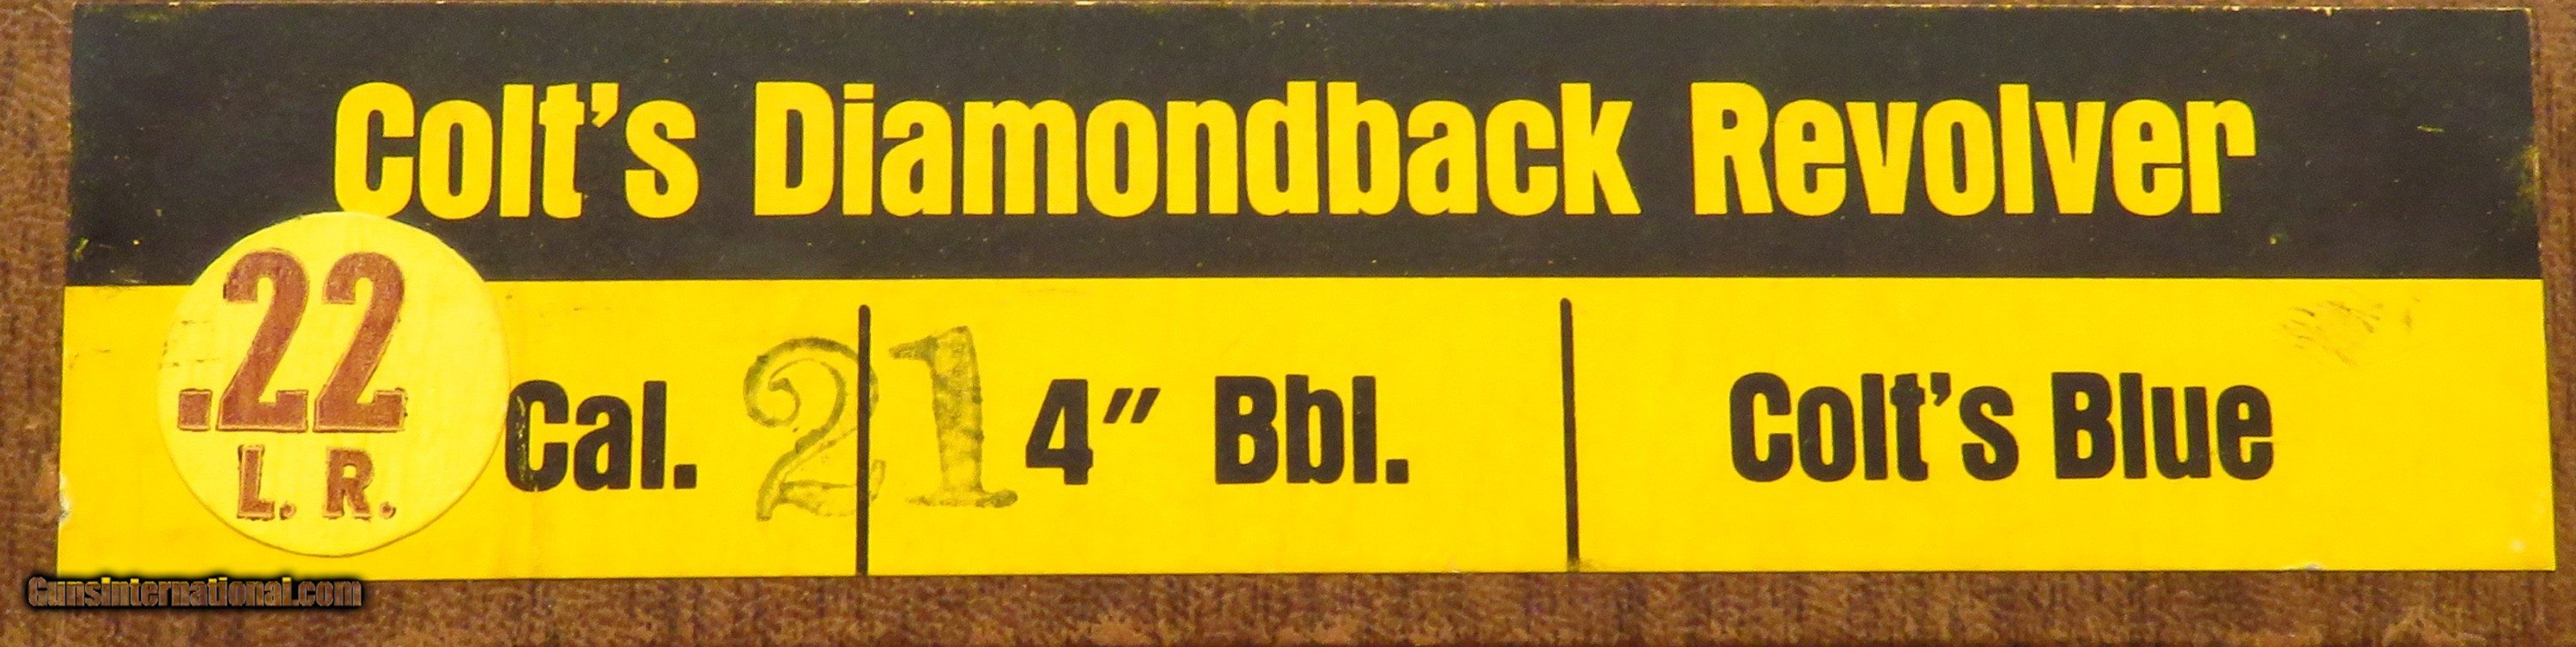 Colt's Diamondback Revolver
.22
L. R.
Cal.
21
4" Bbl.
Colt's Blue
GunsInternational.com